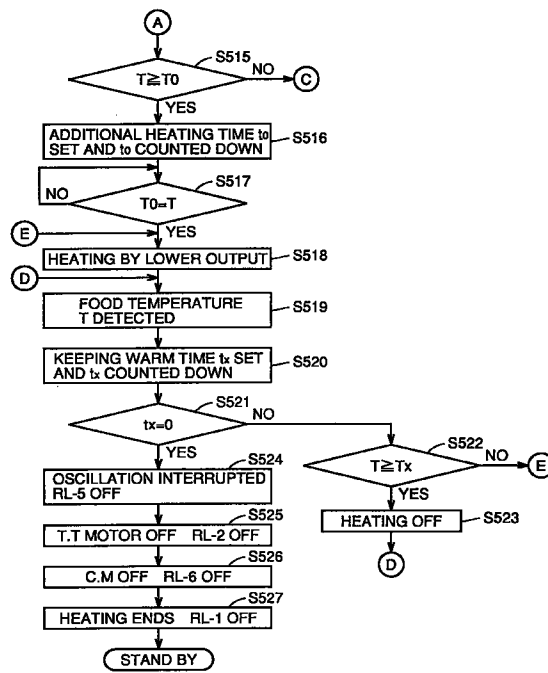 A
S515
T≧T0
NO
C
YES
ADDITIONAL HEATING TIME to
SET AND to COUNTED DOWN
S516
S517
NO
T0=T
E
YES
HEATING BY LOWER OUTPUT
S518
D
FOOD TEMPERATURE
T DETECTED
S519
KEEPING WARM TIME tx SET
AND tx COUNTED DOWN
S520
S521
tx=0
NO
YES
S522
T≧Tx
NO
E
YES
HEATING OFF
S523
D
S524
OSCILLATION INTERRUPTED
RL-5 OFF
S525
T.T MOTOR OFF RL-2 OFF
S526
C.M OFF RL-6 OFF
S527
HEATING ENDS RL-1 OFF
STAND BY